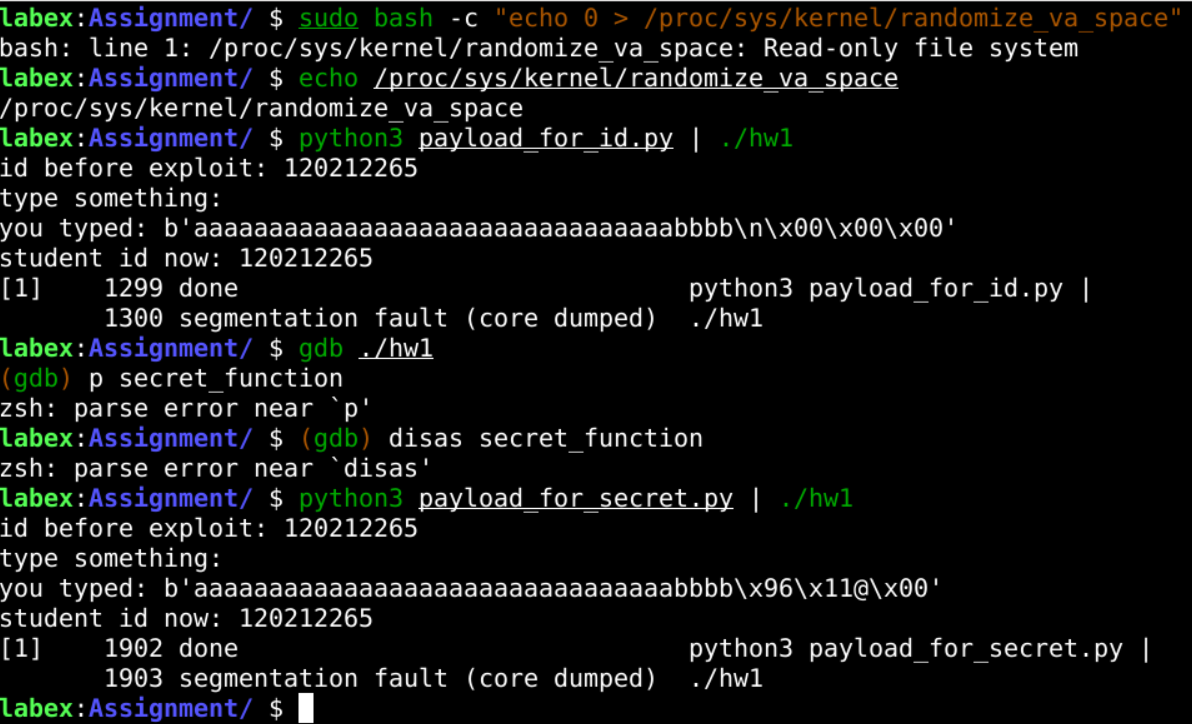 labex:Assignment/ $ sudo bash -c "echo 0 > /proc/sys/kernel/randomize_va_space"
bash: line 1: /proc/sys/kernel/randomize_va_space: Read-only file system
labex:Assignment/ $ echo /proc/sys/kernel/randomize_va_space
/proc/sys/kernel/randomize_va_space
labex:Assignment/ $ python3 payload_for_id.py | ./hw1
id before exploit: 120212265
type something:
you typed: b'aaaaaaaaaaaaaaaaaaaaaaaaaaaaaaaabbbb\n\x00\x00\x00'
student id now: 120212265
[1]    1299 done                              python3 payload_for_id.py |
       1300 segmentation fault (core dumped)  ./hw1
labex:Assignment/ $ gdb ./hw1
(gdb) p secret_function
zsh: parse error near `p'
labex:Assignment/ $ (gdb) disas secret_function
zsh: parse error near `disas'
labex:Assignment/ $ python3 payload_for_secret.py | ./hw1
id before exploit: 120212265
type something:
you typed: b'aaaaaaaaaaaaaaaaaaaaaaaaaaaaaaaabbbb\x96\x11@\x00'
student id now: 120212265
[1]    1902 done                              python3 payload_for_secret.py |
       1903 segmentation fault (core dumped)  ./hw1
labex:Assignment/ $